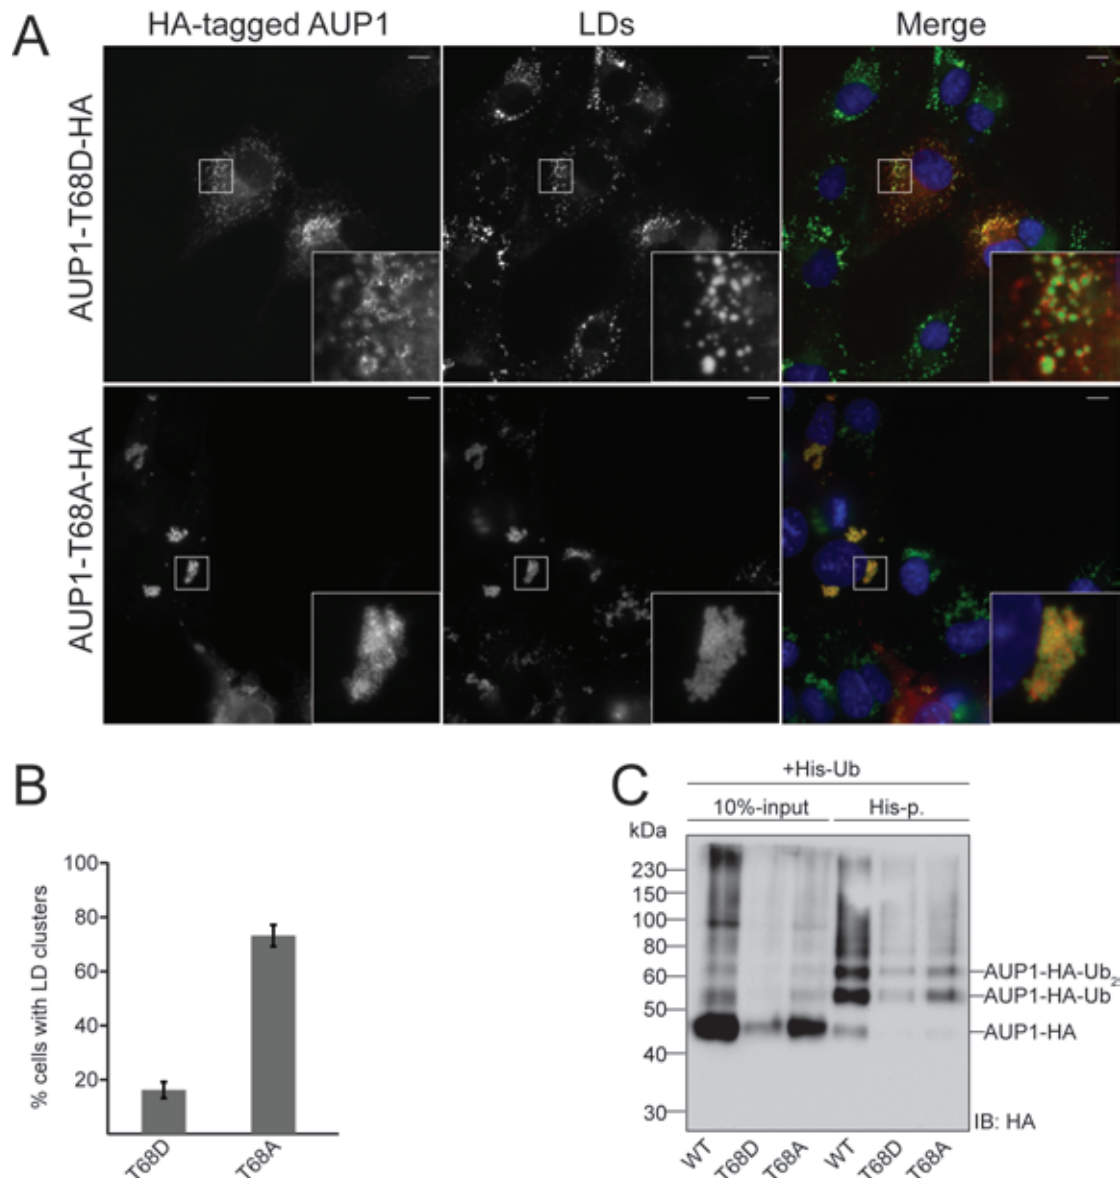 A
HA-tagged AUP1
LDs
Merge
AUP1-T68D-HA
AUP1-T68A-HA
B
% cells with LD clusters
100
80
60
40
20
T68D
T68A
C
+His-Ub
10%-input
His-p.
kDa
230
150
100
80
60
50
40
30
AUP1-HA-Ub2
AUP1-HA-Ub
AUP1-HA
IB: HA
WT
T68D
T68A
WT
T68D
T68A